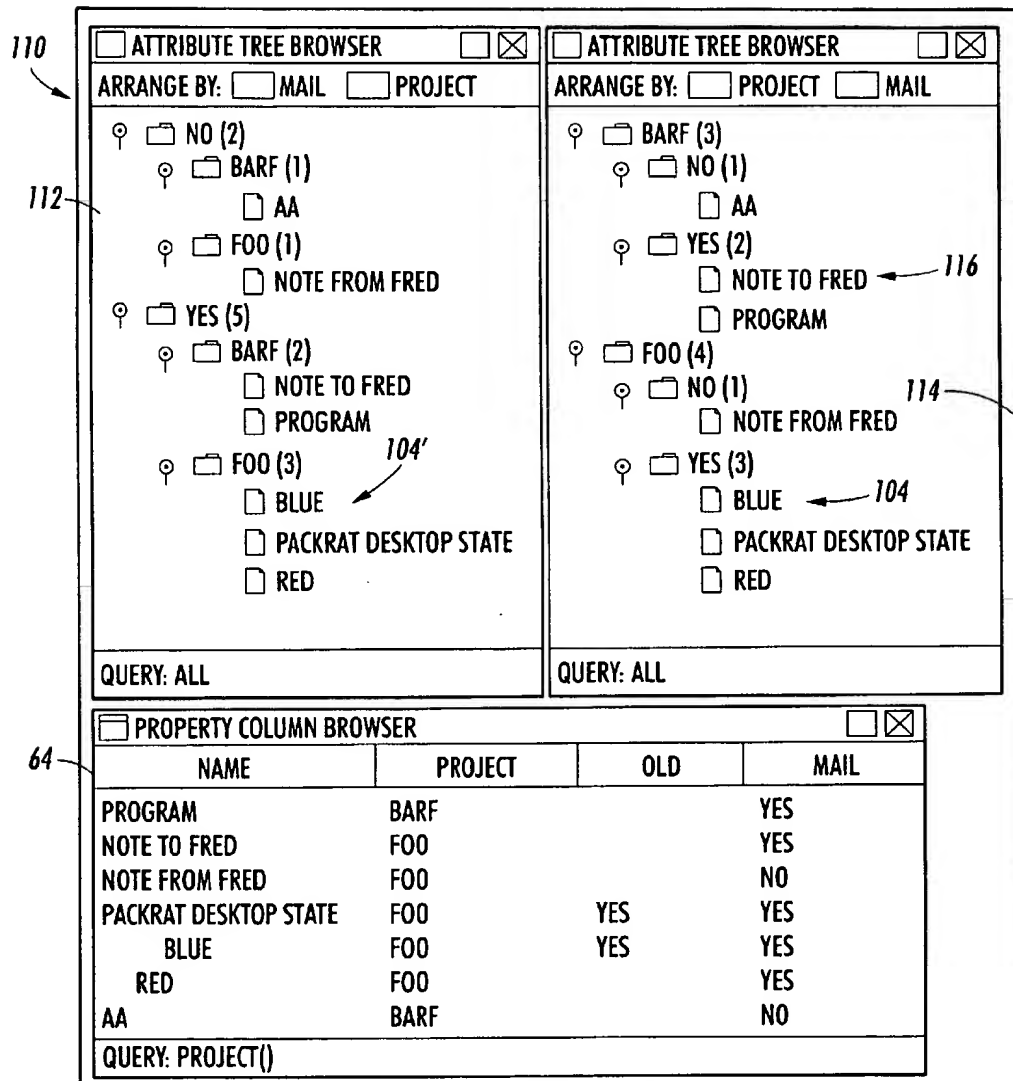 110
ATTRIBUTE TREE BROWSER
ARRANGE BY: MAIL PROJECT
NO (2)
BARF (1)
112
AA
FOO (1)
NOTE FROM FRED
YES (5)
BARF (2)
NOTE TO FRED
PROGRAM
104'
FOO (3)
BLUE
PACKRAT DESKTOP STATE
RED
QUERY: ALL
ATTRIBUTE TREE BROWSER
ARRANGE BY: PROJECT MAIL
BARF (3)
NO (1)
AA
YES (2)
NOTE TO FRED 116
PROGRAM
FOO (4)
NO (1) 114
NOTE FROM FRED
YES (3)
BLUE 104
PACKRAT DESKTOP STATE
RED
QUERY: ALL
PROPERTY COLUMN BROWSER
64
NAME PROJECT OLD MAIL
PROGRAM BARF YES
NOTE TO FRED FOO YES
NOTE FROM FRED FOO NO
PACKRAT DESKTOP STATE FOO YES YES
BLUE FOO YES YES
RED FOO YES
AA BARF NO
QUERY: PROJECT()